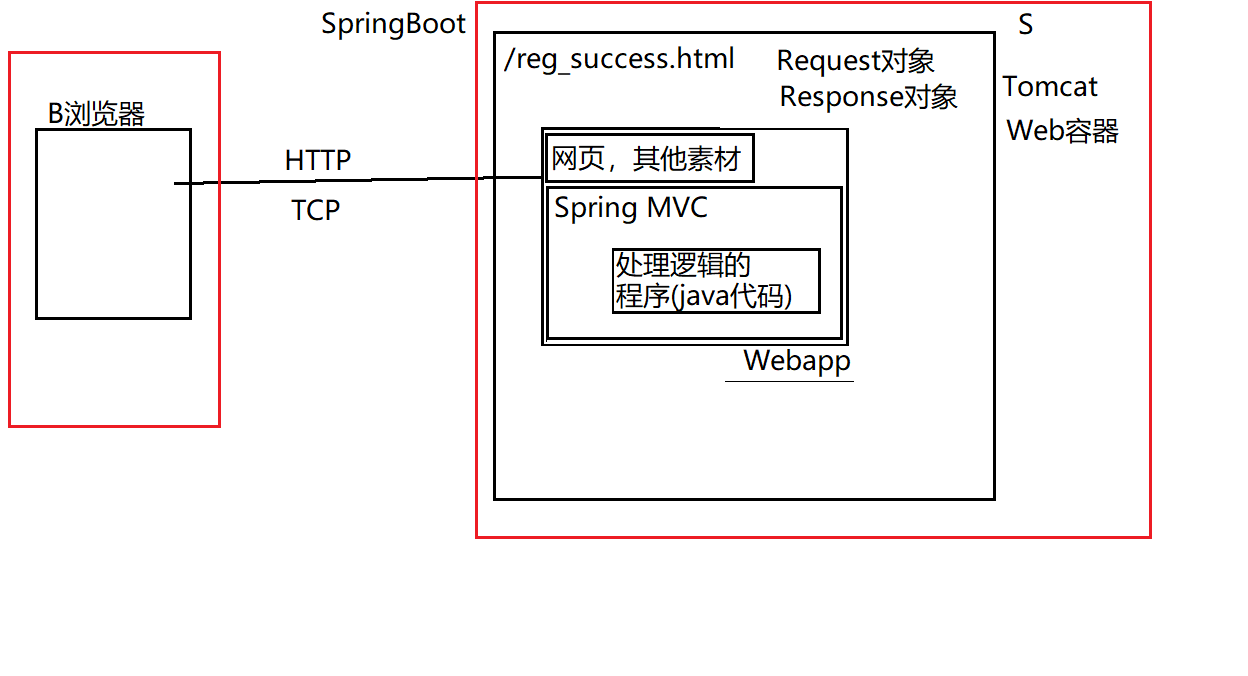 SpringBoot
S
/reg_success.html
Request对象
Response对象
Tomcat
Web容器
B浏览器
HTTP
TCP
网页，其他素材
Spring MVC
处理逻辑的
程序(java代码)
Webapp